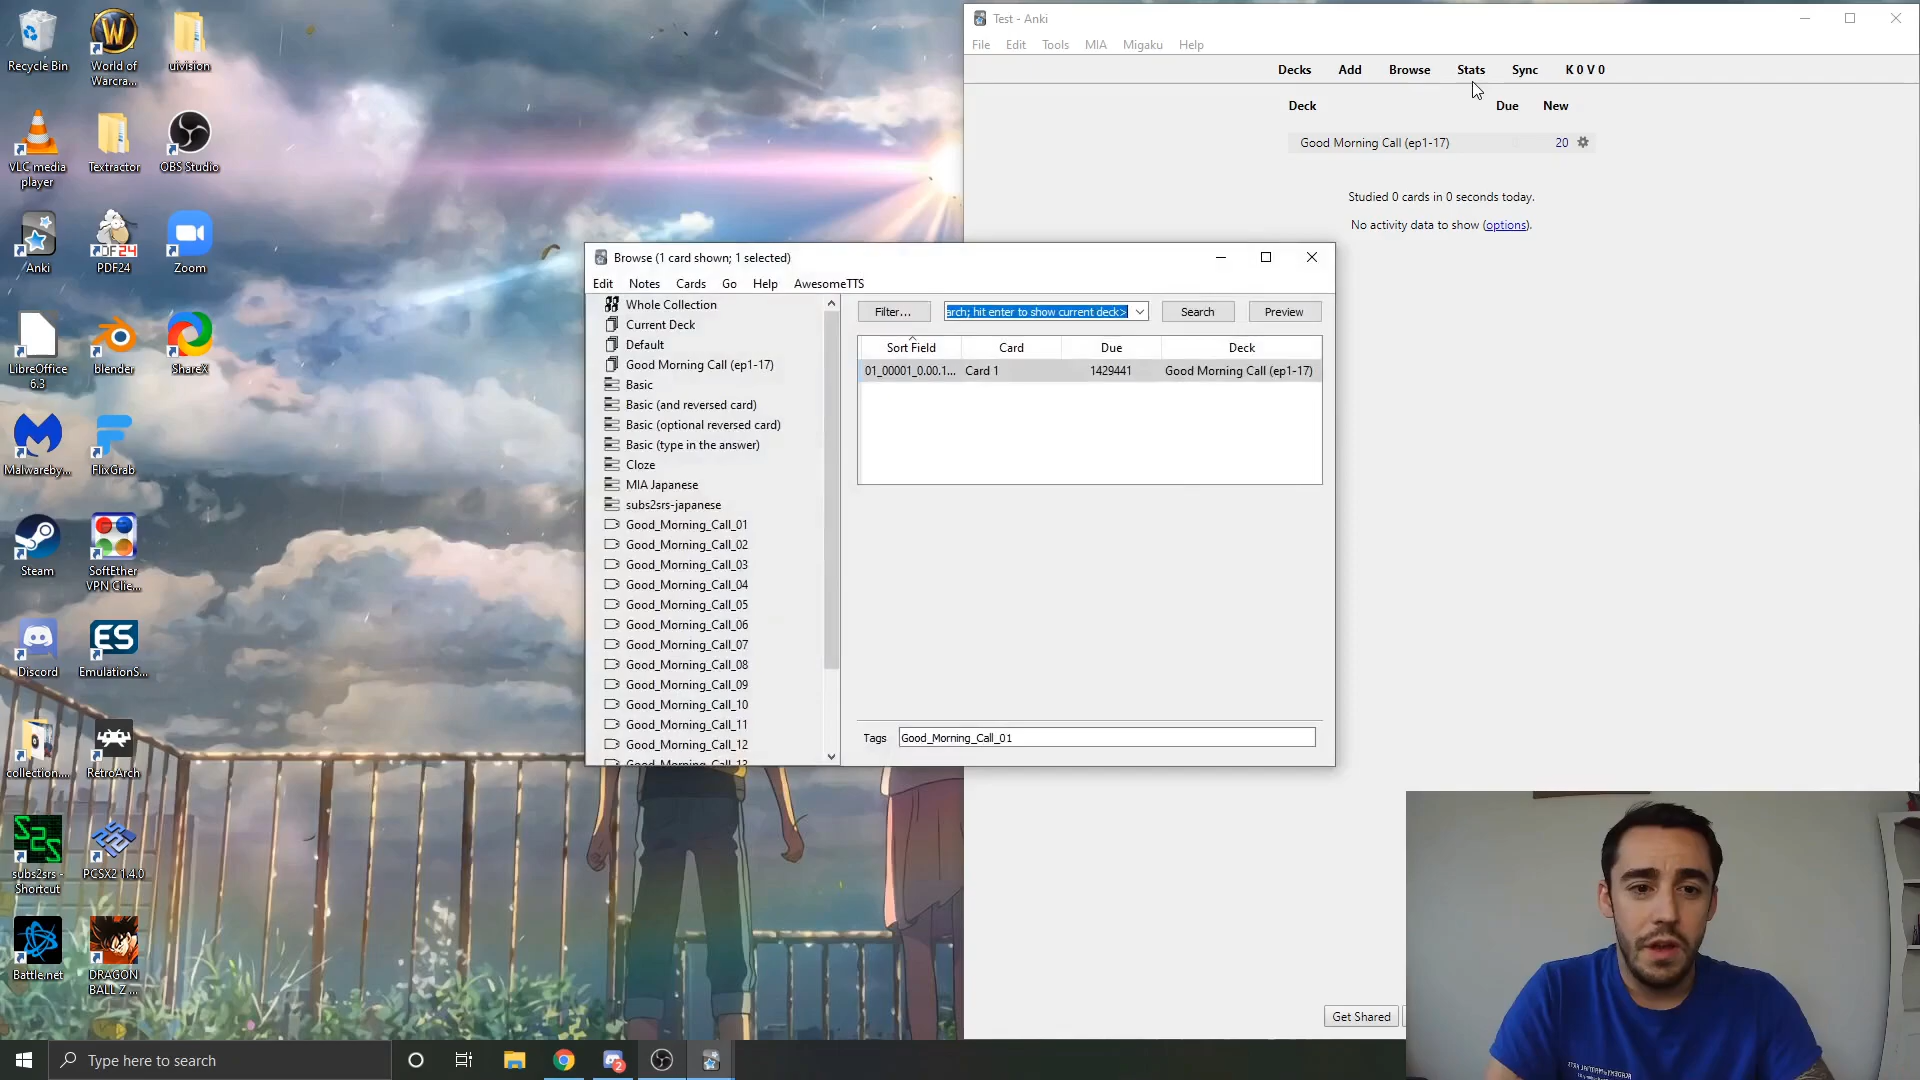 Recycle Bin
World of
Warcra...
uivision
VLC media
player
Textractor
OBS Studio
Anki
PDF24
Zoom
LibreOffice
6.3
blender
ShareX
Malwareby...
FlixGrab
Steam
SoftEther
VPN Clie...
Discord
ES
EmulationS...
collection....
RetroArch
subs2srs -
Shortcut
PCSX2 1.4.0
Battle.net
DRAGON
BALL Z ...
Test - Anki
File Edit Tools MIA Migaku Help
Decks Add Browse Stats Sync K 0 V 0
Deck Due New
Good Morning Call (ep1-17) 20
Studied 0 cards in 0 seconds today.
No activity data to show (options).
Browse (1 card shown; 1 selected)
Edit Notes Cards Go Help AwesomeTTS
Whole Collection
Current Deck
Default
Good Morning Call (ep1-17)
Basic
Basic (and reversed card)
Basic (optional reversed card)
Basic (type in the answer)
Cloze
MIA Japanese
subs2srs-japanese
Good_Morning_Call_01
Good_Morning_Call_02
Good_Morning_Call_03
Good_Morning_Call_04
Good_Morning_Call_05
Good_Morning_Call_06
Good_Morning_Call_07
Good_Morning_Call_08
Good_Morning_Call_09
Good_Morning_Call_10
Good_Morning_Call_11
Good_Morning_Call_12
Good_Morning_Call_13
Filter... arch; hit enter to show current deck> Search Preview
Sort Field Card Due Deck
01_00001_0.00.1... Card 1 1429441 Good Morning Call (ep1-17)
Tags Good_Morning_Call_01
Get Shared
Type here to search
2